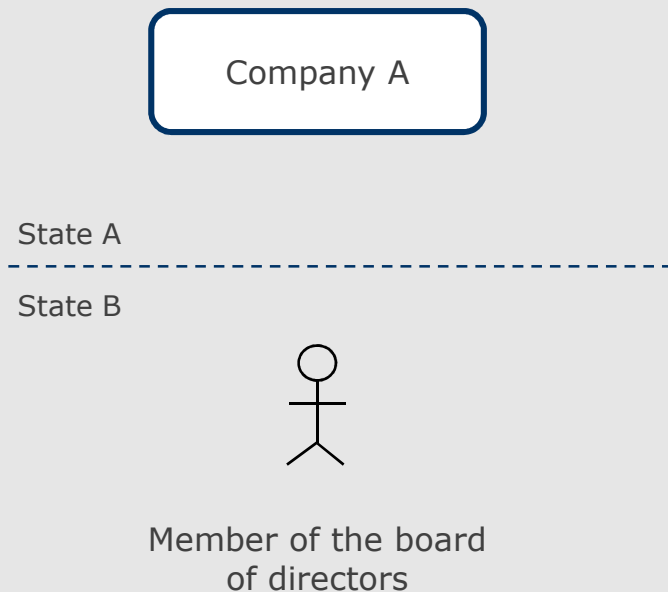 Company A
State A
State B
Member of the board
of directors